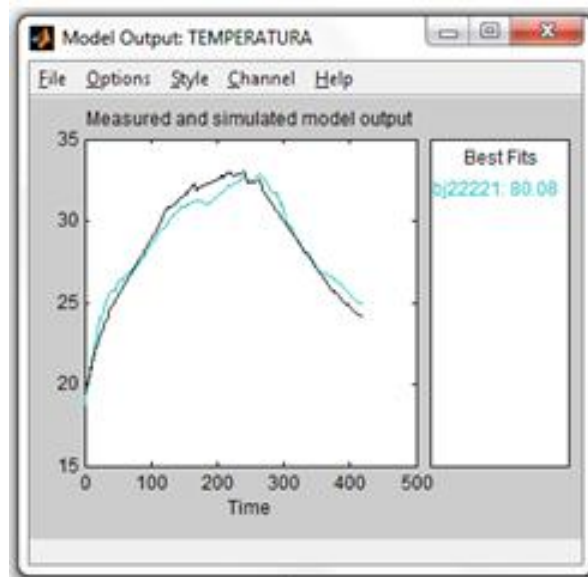 Model Output: TEMPERATURA
File Options Style Channel Help
Measured and simulated model output
Best Fits
bj22221: 80.08
35
30
25
20
15
0 100 200 300 400 500
Time